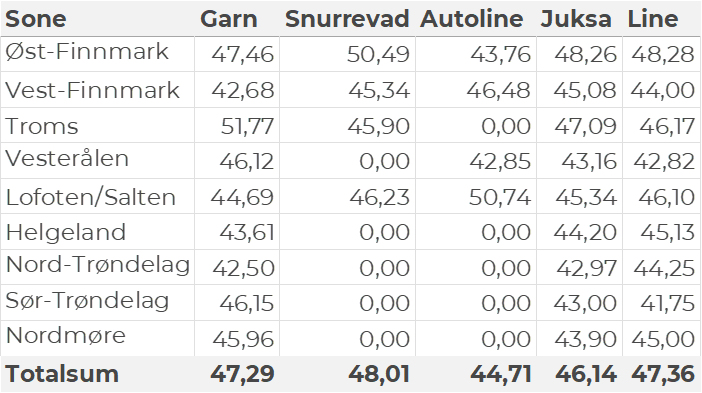 Sone Garn Snurrevad Autoline Juksa Line
Øst-Finnmark 47,46 50,49 43,76 48,26 48,28
Vest-Finnmark 42,68 45,34 46,48 45,08 44,00
Troms 51,77 45,90 0,00 47,09 46,17
Vesterålen 46,12 0,00 42,85 43,16 42,82
Lofoten/Salten 44,69 46,23 50,74 45,34 46,10
Helgeland 43,61 0,00 0,00 44,20 45,13
Nord-Trøndelag 42,50 0,00 0,00 42,97 44,25
Sør-Trøndelag 46,15 0,00 0,00 43,00 41,75
Nordmøre 45,96 0,00 0,00 43,90 45,00
Totalsum 47,29 48,01 44,71 46,14 47,36